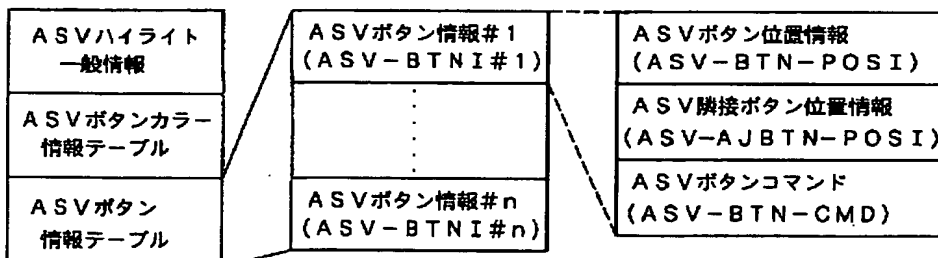 ASVハイライト
一般情報
ASVボタンカラー
情報テーブル
ASVボタン
情報テーブル
ASVボタン情報#1
(ASV-BTNI#1)
ASVボタン情報#n
(ASV-BTNI#n)
ASVボタン位置情報
(ASV-BTN-POSI)
ASV隣接ボタン位置情報
(ASV-AJBTN-POSI)
ASVボタンコマンド
(ASV-BTN-CMD)